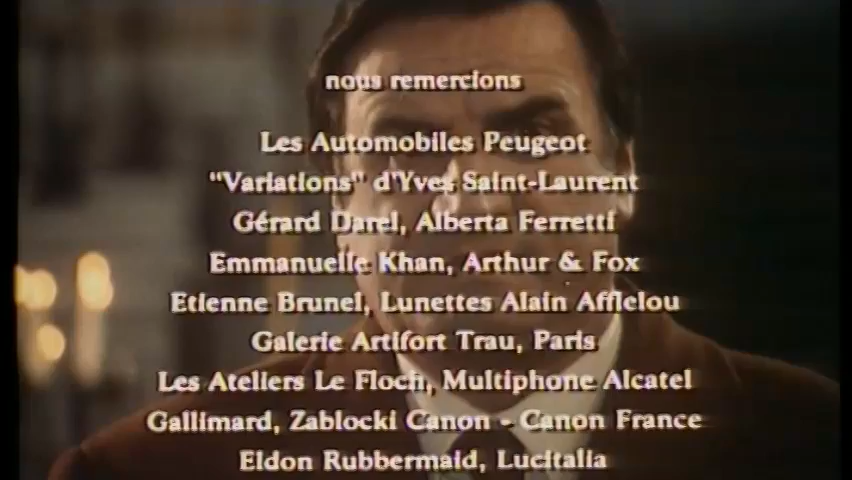 nous remercions
Les Automobiles Peugeot
"Variations" d'Yves Saint-Laurent
Gérard Darel, Alberta Ferretti
Emmanuelle Khan, Arthur & Fox
Etienne Brunel, Lunettes Alain Afflelou
Galerie Artifort Trau, Paris
Les Ateliers Le Floch, Multiphone Alcatel
Gallimard, Zablocki Canon - Canon France
Eldon Rubbermaid, Lucitalia